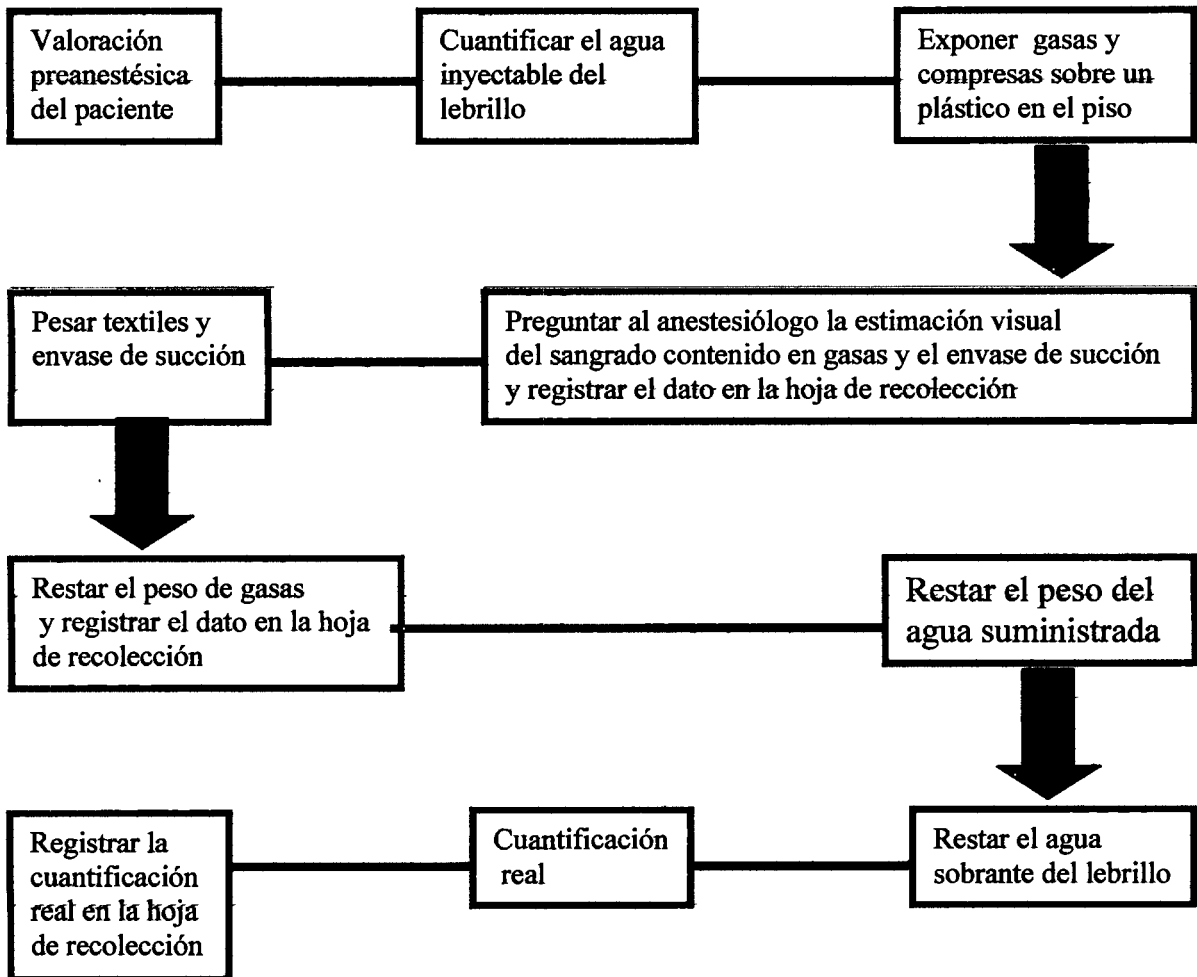 Valoración
preanestésica
del paciente
Cuantificar el agua
inyectable del
lebrillo
Exponer gasas y
compresas sobre un
plástico en el piso
Preguntar al anestesiólogo la estimación visual
del sangrado contenido en gasas y el envase de succión
y registrar el dato en la hoja de recolección
Pesar textiles y
envase de succión
Restar el peso de gasas
y registrar el dato en la hoja
de recolección
Restar el peso del
agua suministrada
Restar el agua
sobrante del lebrillo
Cuantificación
real
Registrar la
cuantificación
real en la hoja
de recolección